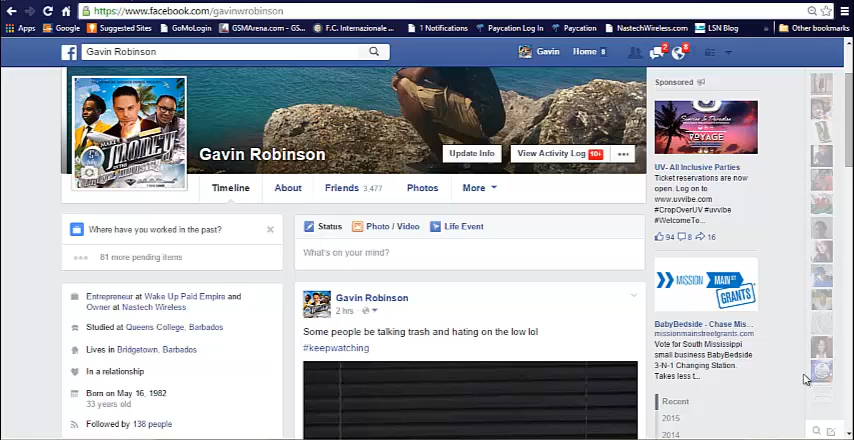 https://www.facebook.com/gavinwrobinson
Apps
Google
Suggested Sites
GoMoLogin
GSMArena.com - GS...
F.C. Internazionale ...
1 Notifications
Paycation Log In
Paycation
NastechWireless.com
LSN Blog
»
Other bookmarks
Gavin Robinson
Gavin
Home 8
2
8
MONEY
Gavin Robinson
Update Info
View Activity Log 10+
Timeline
About
Friends 3,477
Photos
More
Where have you worked in the past?
81 more pending items
Entrepreneur at Wake Up Paid Empire and
Owner at Nastech Wireless
Studied at Queens College, Barbados
Lives in Bridgetown, Barbados
In a relationship
Born on May 16, 1982
33 years old
Followed by 138 people
Status
Photo / Video
Life Event
What's on your mind?
Gavin Robinson
2 hrs ·
Some people be talking trash and hating on the low lol
#keepwatching
Sponsored
VOYAGE
UV- All Inclusive Parties
Ticket reservations are now
open. Log on to
www.uvvibe.com
#CropOverUV #uvvibe
#WelcomeTo...
94 8 16
MISSION MAIN ST
GRANTS
BabyBedside - Chase Mis...
missionmainstreetgrants.com
Vote for South Mississippi
small business BabyBedside
3-N-1 Changing Station.
Takes less t...
Recent
2015
2014